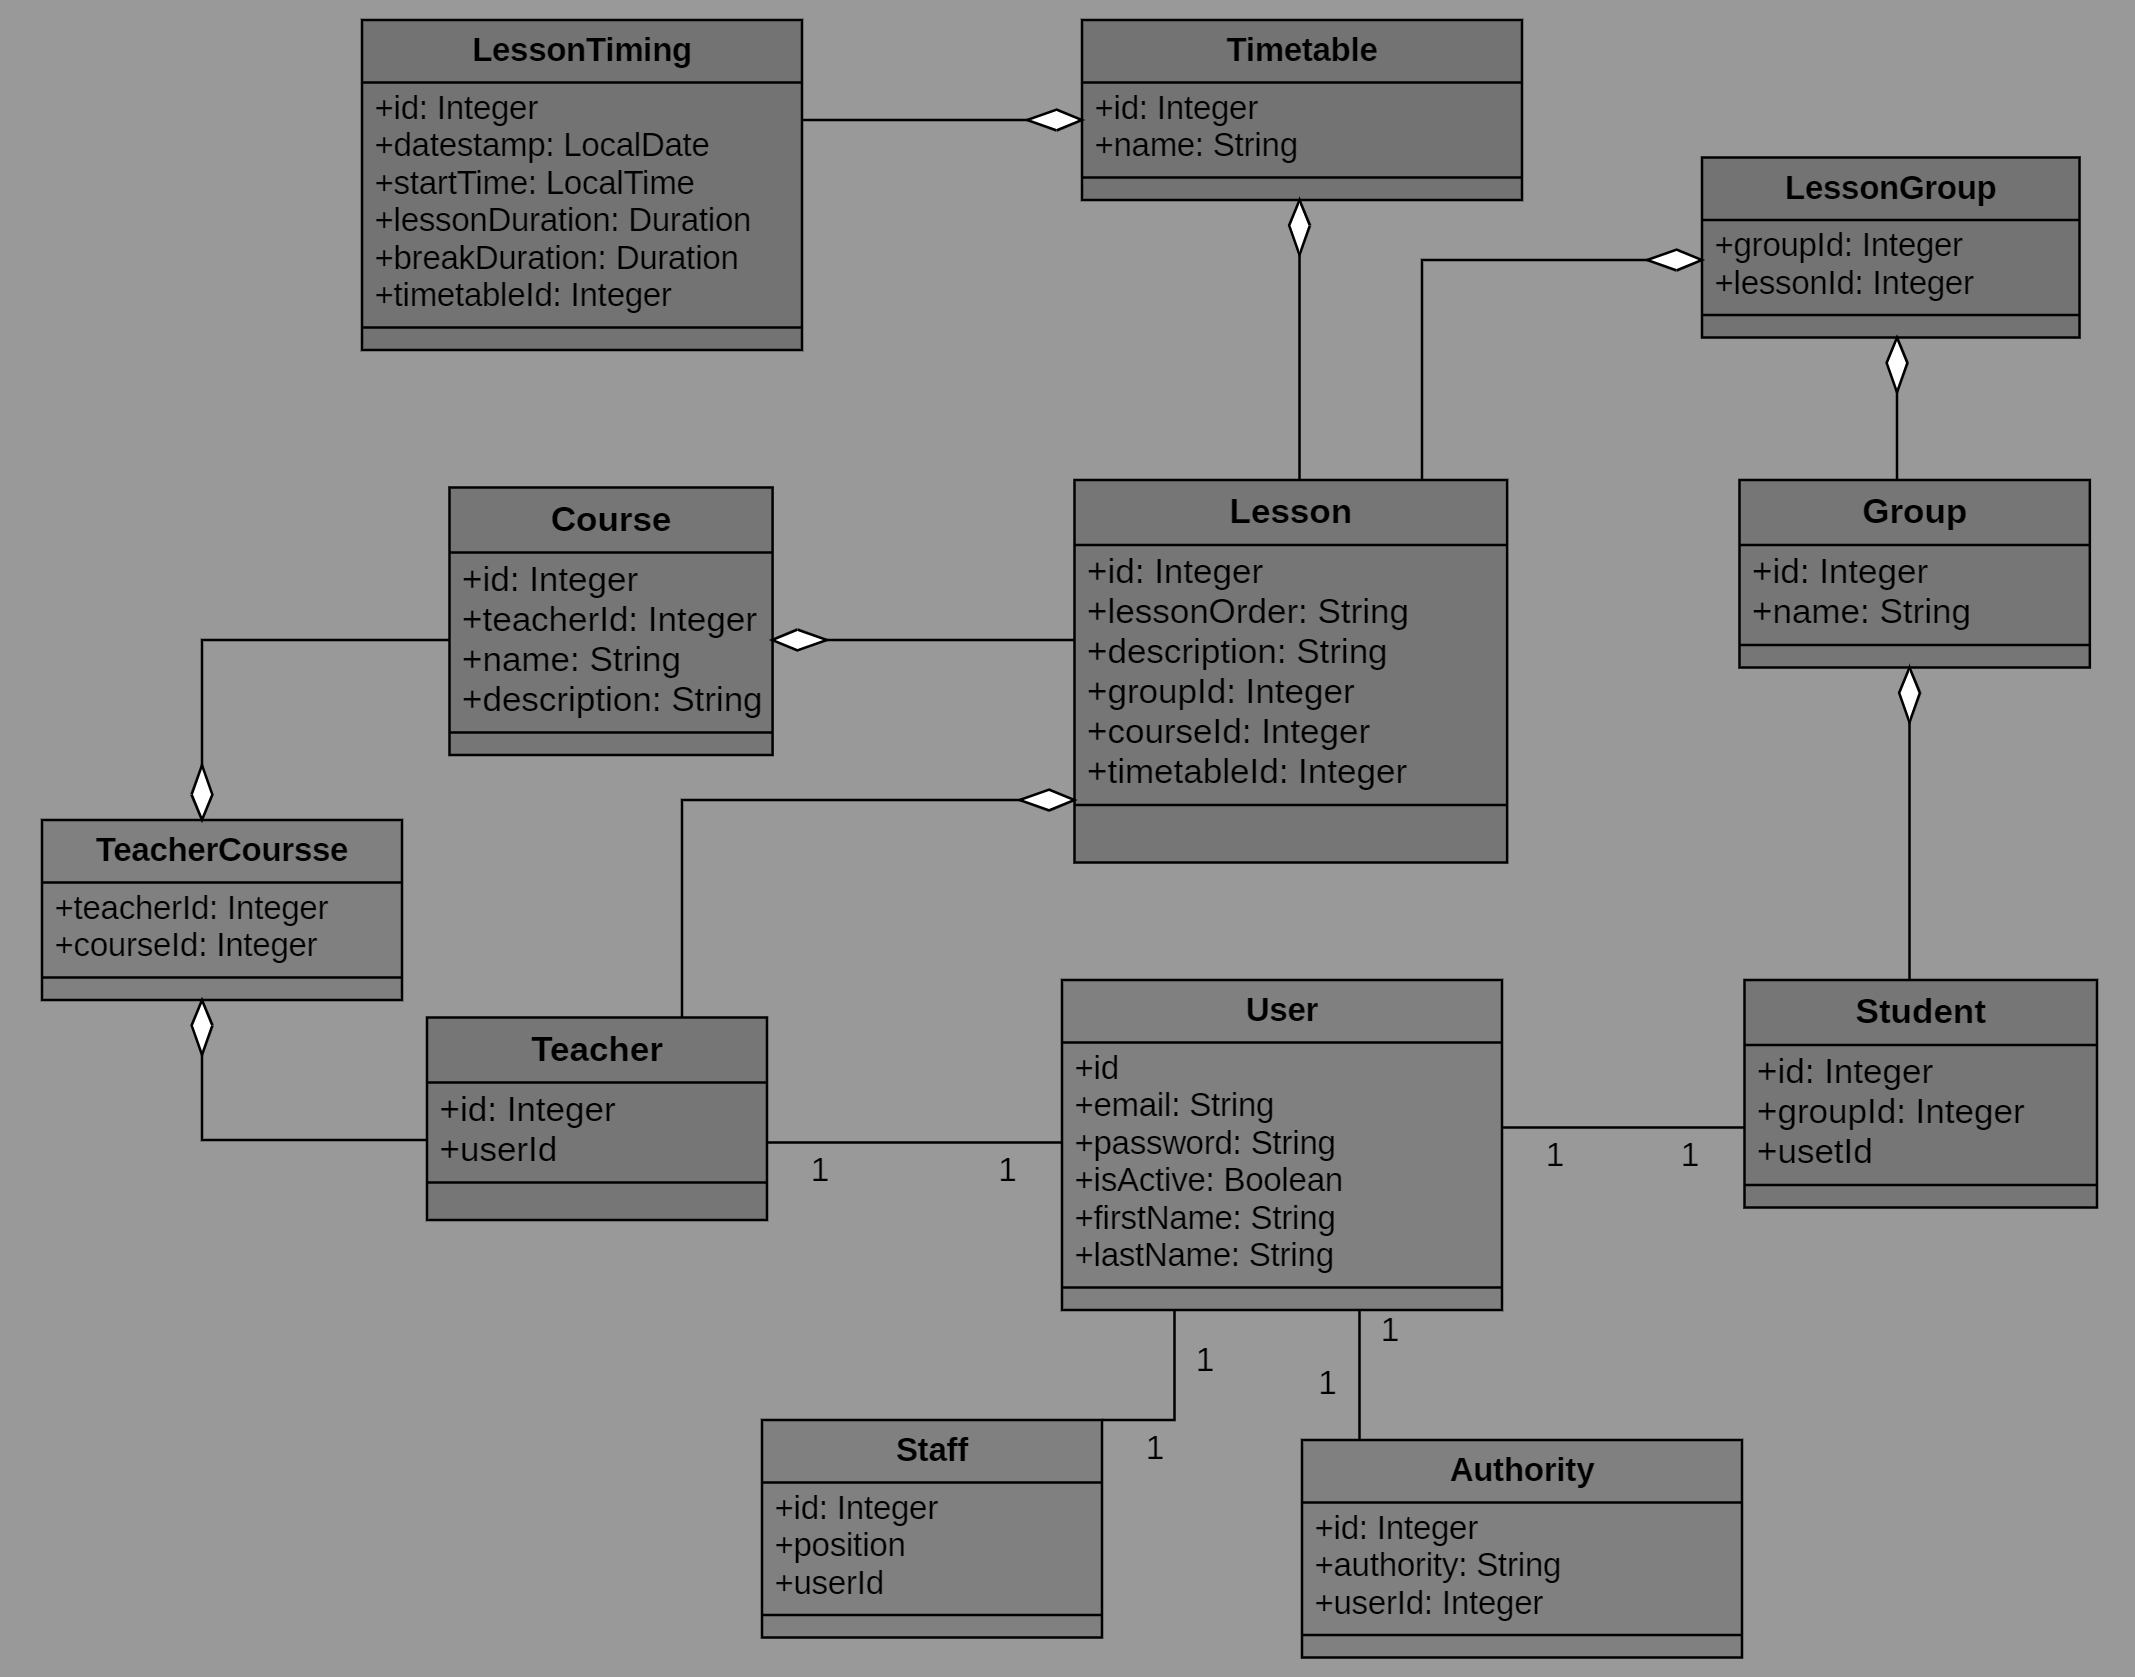 LessonTiming
+id: Integer
+datestamp: LocalDate
+startTime: LocalTime
+lessonDuration: Duration
+breakDuration: Duration
+timetableId: Integer
Timetable
+id: Integer
+name: String
LessonGroup
+groupId: Integer
+lessonId: Integer
Course
+id: Integer
+teacherId: Integer
+name: String
+description: String
Lesson
+id: Integer
+lessonOrder: String
+description: String
+groupId: Integer
+courseId: Integer
+timetableId: Integer
Group
+id: Integer
+name: String
TeacherCoursse
+teacherId: Integer
+courseId: Integer
Teacher
+id: Integer
+userId
1
1
User
+id
+email: String
+password: String
+isActive: Boolean
+firstName: String
+lastName: String
1
1
Student
+id: Integer
+groupId: Integer
+usetId
1
1
1
1
Staff
+id: Integer
+position
+userId
Authority
+id: Integer
+authority: String
+userId: Integer